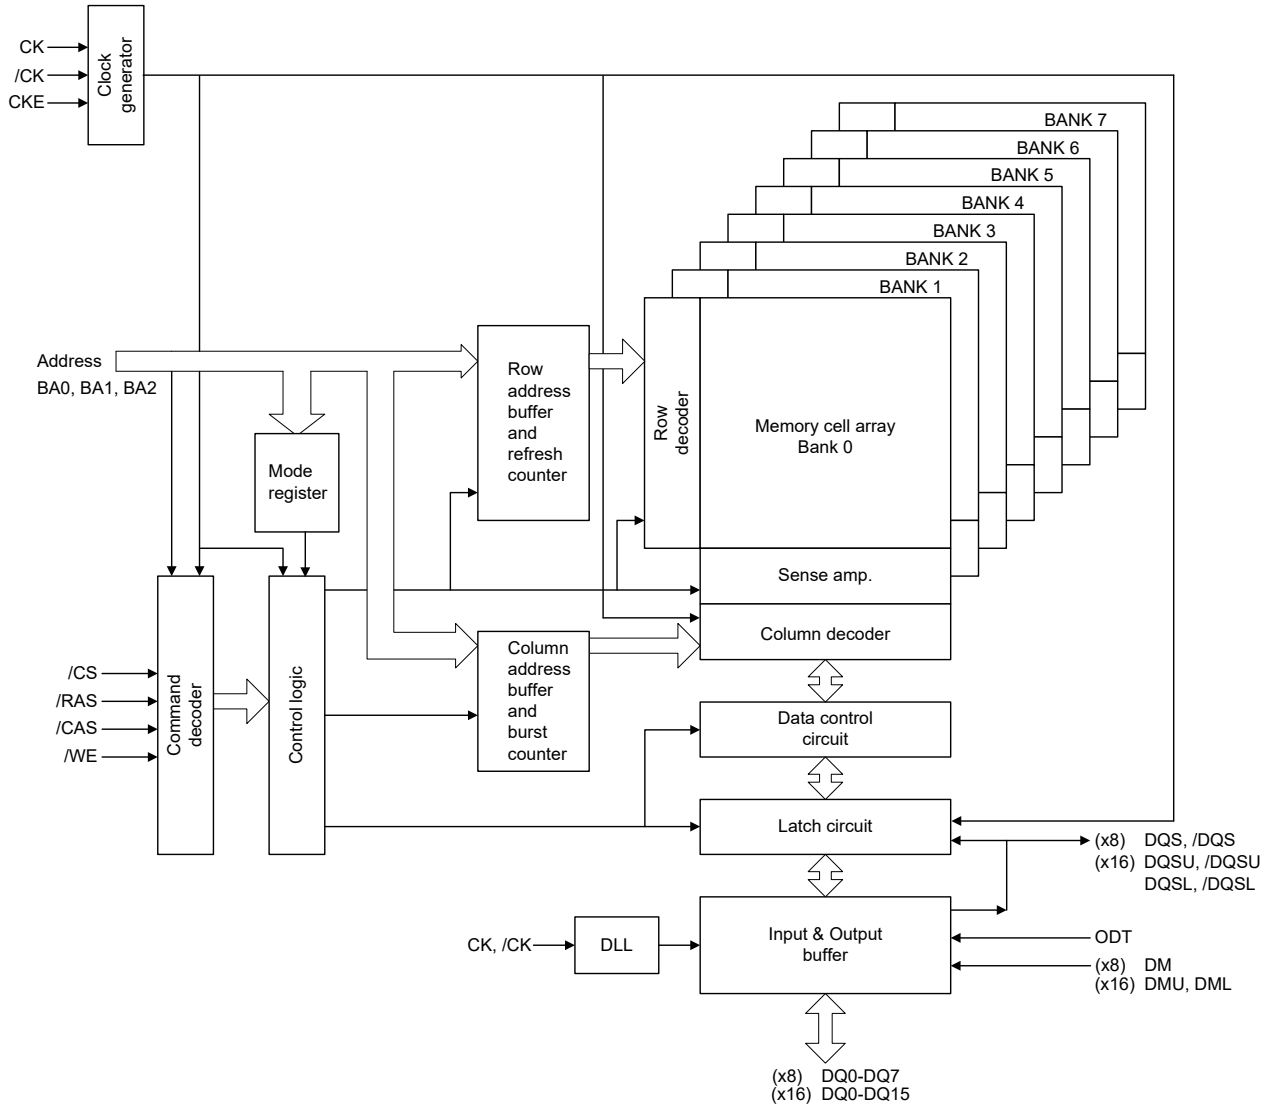 CK
/CK
CKE
Clock
generator
BANK 7
BANK 6
BANK 5
BANK 4
BANK 3
BANK 2
BANK 1
Address
BA0, BA1, BA2
Mode
register
Row
address
buffer
and
refresh
counter
Row
decoder
Memory cell array
Bank 0
Sense amp.
Column decoder
/CS
/RAS
/CAS
/WE
Command
decoder
Control logic
Column
address
buffer
and
burst
counter
Data control
circuit
Latch circuit
(x8) DQS, /DQS
(x16) DQSU, /DQSU
DQSL, /DQSL
CK, /CK
DLL
Input & Output
buffer
ODT
(x8) DM
(x16) DMU, DML
(x8) DQ0-DQ7
(x16) DQ0-DQ15